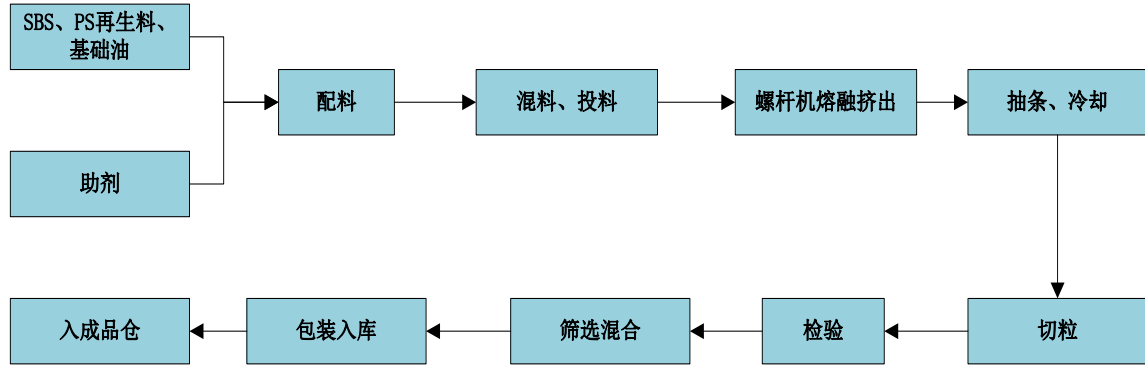 SBS、PS再生料、
基础油
配料
混料、投料
螺杆机熔融挤出
抽条、冷却
助剂
入成品仓
包装入库
筛选混合
检验
切粒